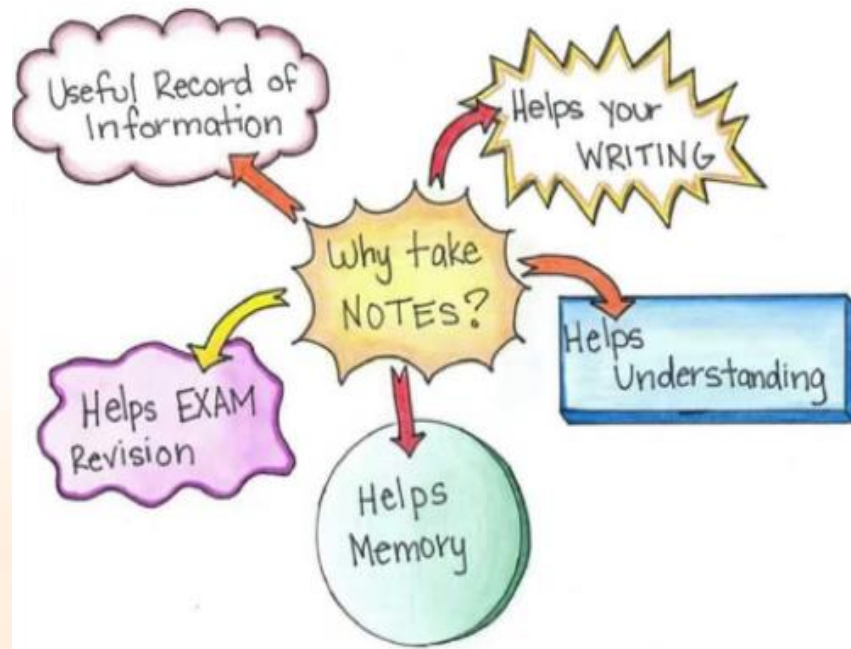 Useful Record of
Information
Helps your
WRITING
Why take
NOTES?
Helps
Understanding
Helps EXAM
Revision
Helps
Memory